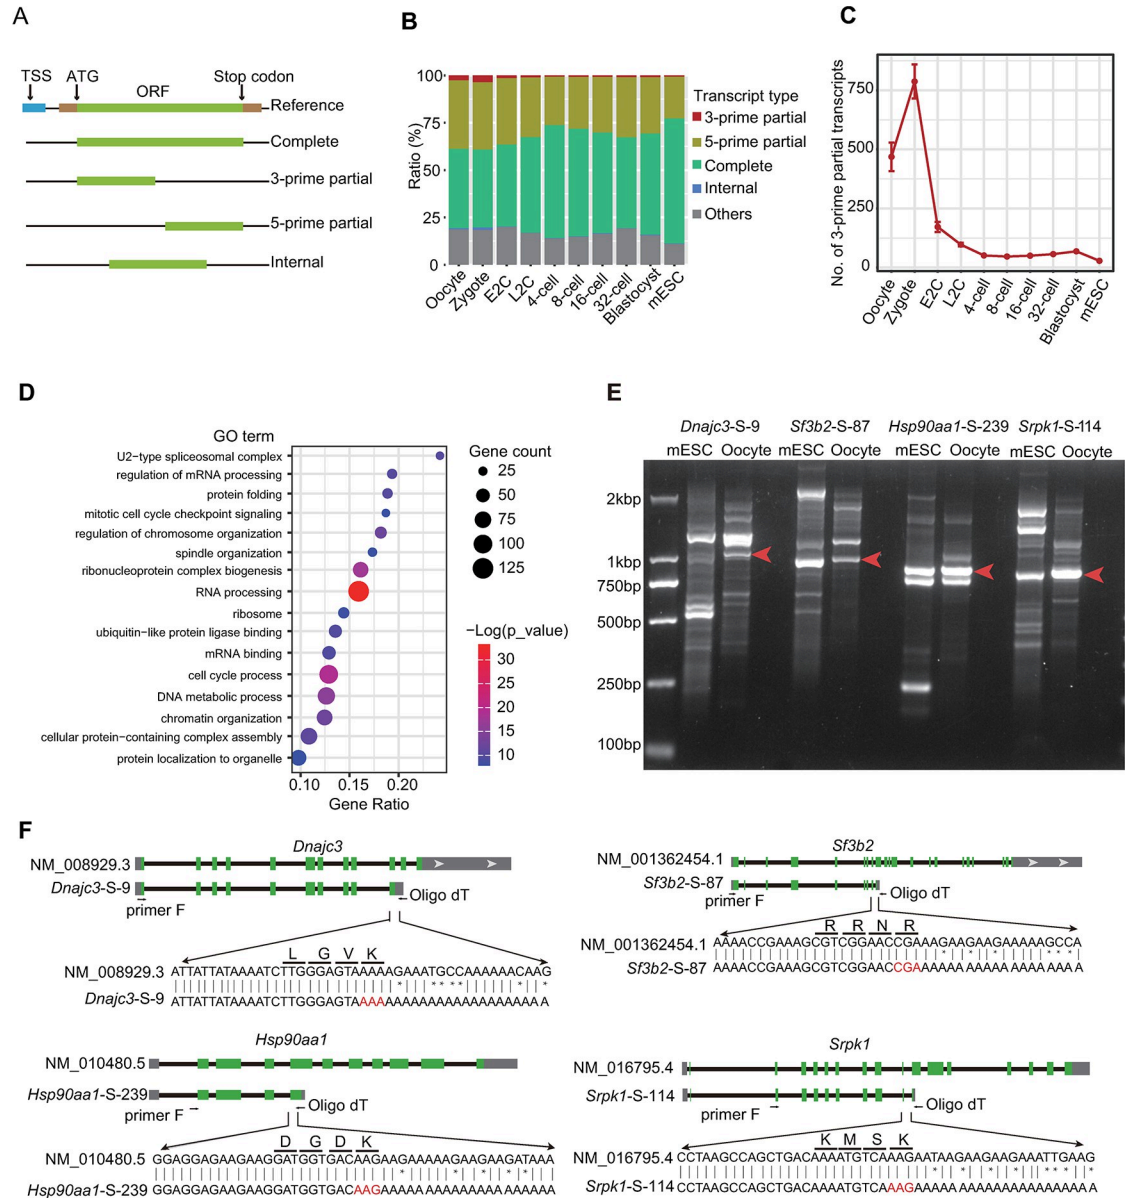 A
TSS ATG Stop codon
ORF
Reference
Complete
3-prime partial
5-prime partial
Internal
B
Ratio (%)
100
75
50
25
0
Oocyte
Zygote
E2C
L2C
4-cell
8-cell
16-cell
32-cell
Blastocyst
mESC
Transcript type
3-prime partial
5-prime partial
Complete
Internal
Others
C
No. of 3-prime partial transcripts
750
500
250
0
Oocyte
Zygote
E2C
L2C
4-cell
8-cell
16-cell
32-cell
Blastocyst
mESC
D
GO term
U2-type spliceosomal complex
regulation of mRNA processing
protein folding
mitotic cell cycle checkpoint signaling
regulation of chromosome organization
spindle organization
ribonucleoprotein complex biogenesis
RNA processing
ribosome
ubiquitin-like protein ligase binding
mRNA binding
cell cycle process
DNA metabolic process
chromatin organization
cellular protein-containing complex assembly
protein localization to organelle
0.10 0.15 0.20
Gene Ratio
Gene count
25
50
75
100
125
−Log(p_value)
30
25
20
15
10
E
Dnajc3-S-9 Sf3b2-S-87 Hsp90aa1-S-239 Srpk1-S-114
mESC Oocyte mESC Oocyte mESC Oocyte mESC Oocyte
2kbp
1kbp
750bp
500bp
250bp
100bp
F
Dnajc3
NM_008929.3
Dnajc3-S-9
primer F Oligo dT
L G V K
NM_008929.3 ATTATTATAAAATCTTGGGAGTAAAAAGAAATGCCAAAAAACAAG
Dnajc3-S-9 ATTATTATAAAATCTTGGGAGTAAAAAAAAAAAAAAAAAAAAAAA
Sf3b2
NM_001362454.1
Sf3b2-S-87
primer F Oligo dT
R R N R
NM_001362454.1 AAAACCGAAAGCGTCGGAACCGAAAGAAGAAGAAAAAGCCA
Sf3b2-S-87 AAAACCGAAAGCGTCGGAACCGAAAAAAAAAAAAAAAAAAA
Hsp90aa1
NM_010480.5
Hsp90aa1-S-239
primer F Oligo dT
D G D K
NM_010480.5 GGAGGAGAAGAAGGATGGTGACAAGAAGAAAAAGAAGAAGATAAA
Hsp90aa1-S-239 GGAGGAGAAGAAGGATGGTGACAAGAAAAAAAAAAAAAAAAAAAA
Srpk1
NM_016795.4
Srpk1-S-114
primer F Oligo dT
K M S K
NM_016795.4 CCTAAGCCAGCTGACAAAATGTCAAAGAATAAGAAGAAGAAATTGAAG
Srpk1-S-114 CCTAAGCCAGCTGACAAAATGTCAAAGAAAAAAAAAAAAAAAAAAAAA